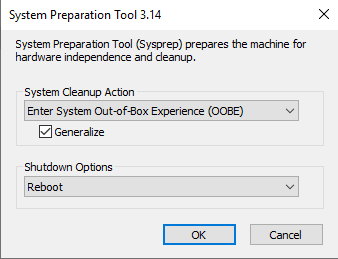 System Preparation Tool 3.14
System Preparation Tool (Sysprep) prepares the machine for
hardware independence and cleanup.
System Cleanup Action
Enter System Out-of-Box Experience (OOBE)
Generalize
Shutdown Options
Reboot
OK
Cancel